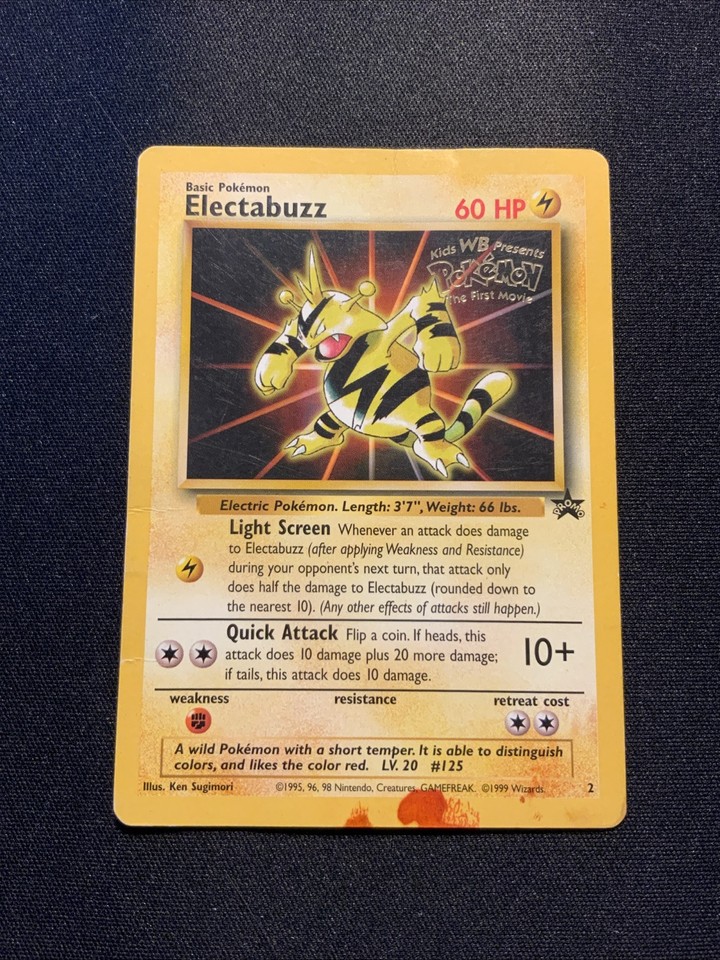 Basic Pokémon
Electabuzz
60 HP
Kids WB Presents
POKéMON
The First Movie
Electric Pokémon. Length: 3'7", Weight: 66 lbs.
PROMO
Light Screen Whenever an attack does damage
to Electabuzz (after applying Weakness and Resistance)
during your opponent's next turn, that attack only
does half the damage to Electabuzz (rounded down to
the nearest 10). (Any other effects of attacks still happen.)
Quick Attack Flip a coin. If heads, this
attack does 10 damage plus 20 more damage;
if tails, this attack does 10 damage.
10+
weakness
resistance
retreat cost
A wild Pokémon with a short temper. It is able to distinguish
colors, and likes the color red. LV. 20 #125
Illus. Ken Sugimori
©1995, 96, 98 Nintendo, Creatures, GAMEFREAK. ©1999 Wizards.
2